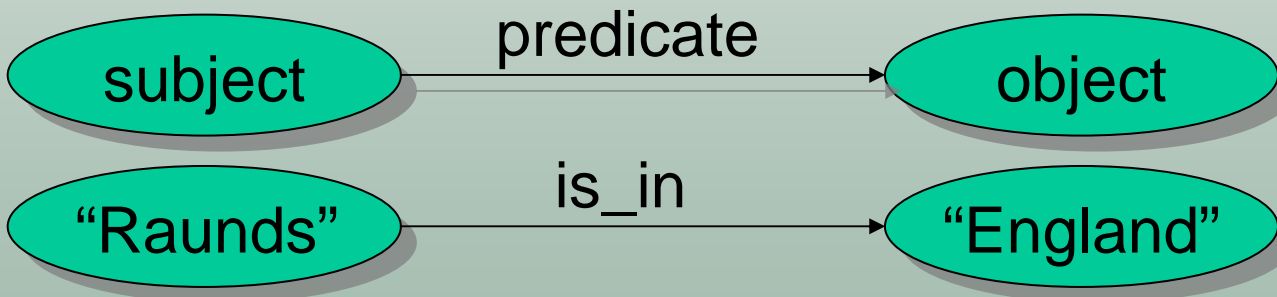 subject predicate object
“Raunds” is_in “England”